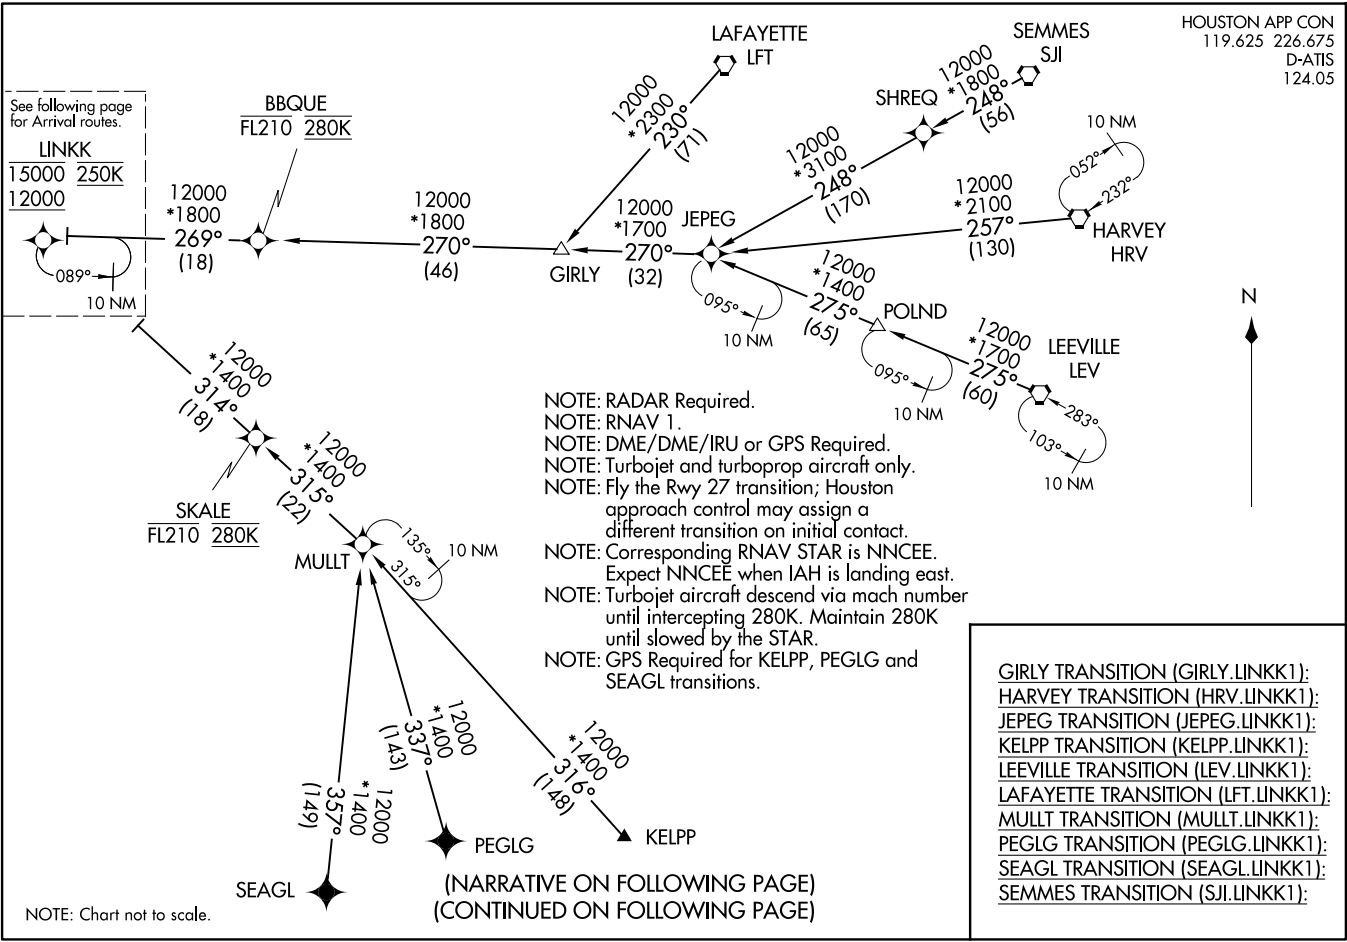 HOUSTON APP CON
119.625 226.675
D-ATIS
124.05
LAFAYETTE
LFT
SEMMES
SJI
12000
*1800
248°
(56)
SHREQ
12000
*2300
230°
(71)
BBQUE
FL210 280K
See following page
for Arrival routes.
LINKK
15000 250K
12000
089°
10 NM
12000
*1800
269°
(18)
12000
*1800
270°
(46)
GIRLY
12000
*1700
270°
(32)
JEPEG
095°
10 NM
12000
*3100
248°
(170)
10 NM
052°
232°
12000
*2100
257°
(130)
HARVEY
HRV
12000
*1400
275°
(65)
POLND
095°
10 NM
12000
*1700
275°
(60)
LEEVILLE
LEV
283°
103°
10 NM
N
12000
*1400
314°
(18)
SKALE
FL210 280K
12000
*1400
315°
(22)
MULLT
135°
315°
10 NM
NOTE: RADAR Required.
NOTE: RNAV 1.
NOTE: DME/DME/IRU or GPS Required.
NOTE: Turbojet and turboprop aircraft only.
NOTE: Fly the Rwy 27 transition; Houston
approach control may assign a
different transition on initial contact.
NOTE: Corresponding RNAV STAR is NNCEE.
Expect NNCEE when IAH is landing east.
NOTE: Turbojet aircraft descend via mach number
until intercepting 280K. Maintain 280K
until slowed by the STAR.
NOTE: GPS Required for KELPP, PEGLG and
SEAGL transitions.
12000
*1400
357°
(149)
SEAGL
12000
*1400
337°
(143)
PEGLG
12000
*1400
316°
(148)
KELPP
GIRLY TRANSITION (GIRLY.LINKK1):
HARVEY TRANSITION (HRV.LINKK1):
JEPEG TRANSITION (JEPEG.LINKK1):
KELPP TRANSITION (KELPP.LINKK1):
LEEVILLE TRANSITION (LEV.LINKK1):
LAFAYETTE TRANSITION (LFT.LINKK1):
MULLT TRANSITION (MULLT.LINKK1):
PEGLG TRANSITION (PEGLG.LINKK1):
SEAGL TRANSITION (SEAGL.LINKK1):
SEMMES TRANSITION (SJI.LINKK1):
(NARRATIVE ON FOLLOWING PAGE)
(CONTINUED ON FOLLOWING PAGE)
NOTE: Chart not to scale.